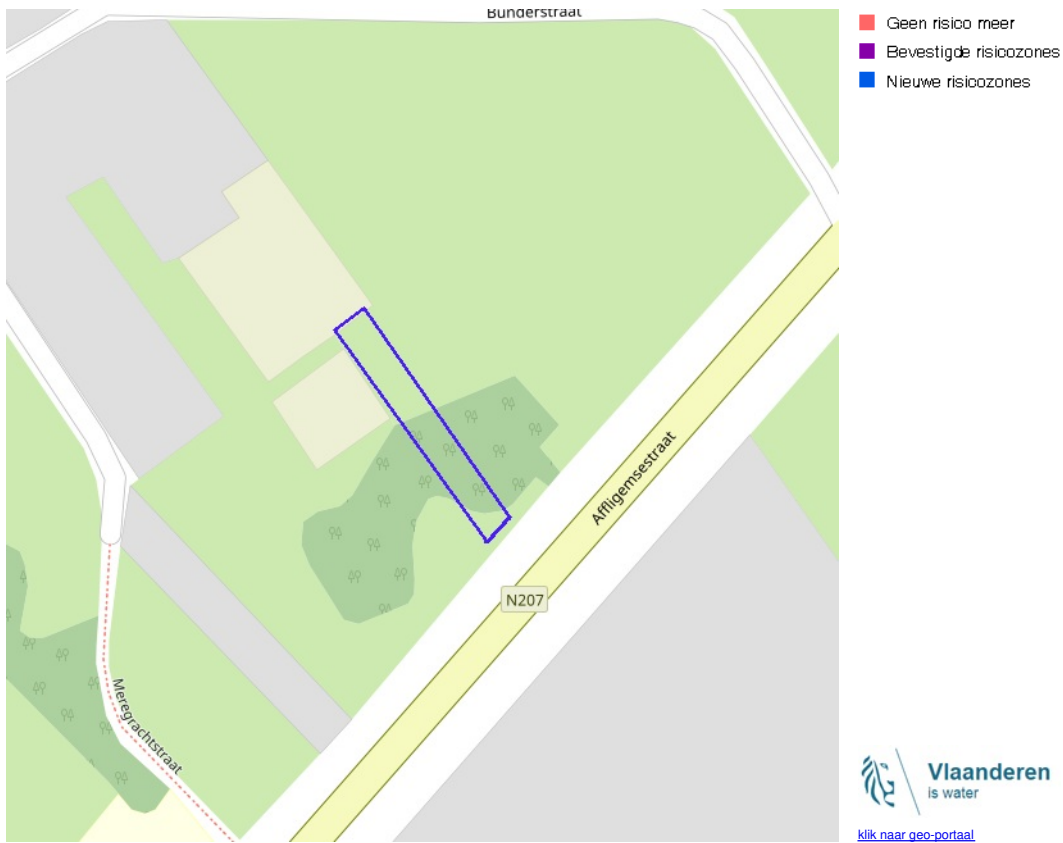 Bunderstraat
Geen risico meer
Bevestigde risicozones
Nieuwe risicozones
Affligemsestraat
N207
Meregrachtstraat
Vlaanderen
is water
klik naar geo-portaal